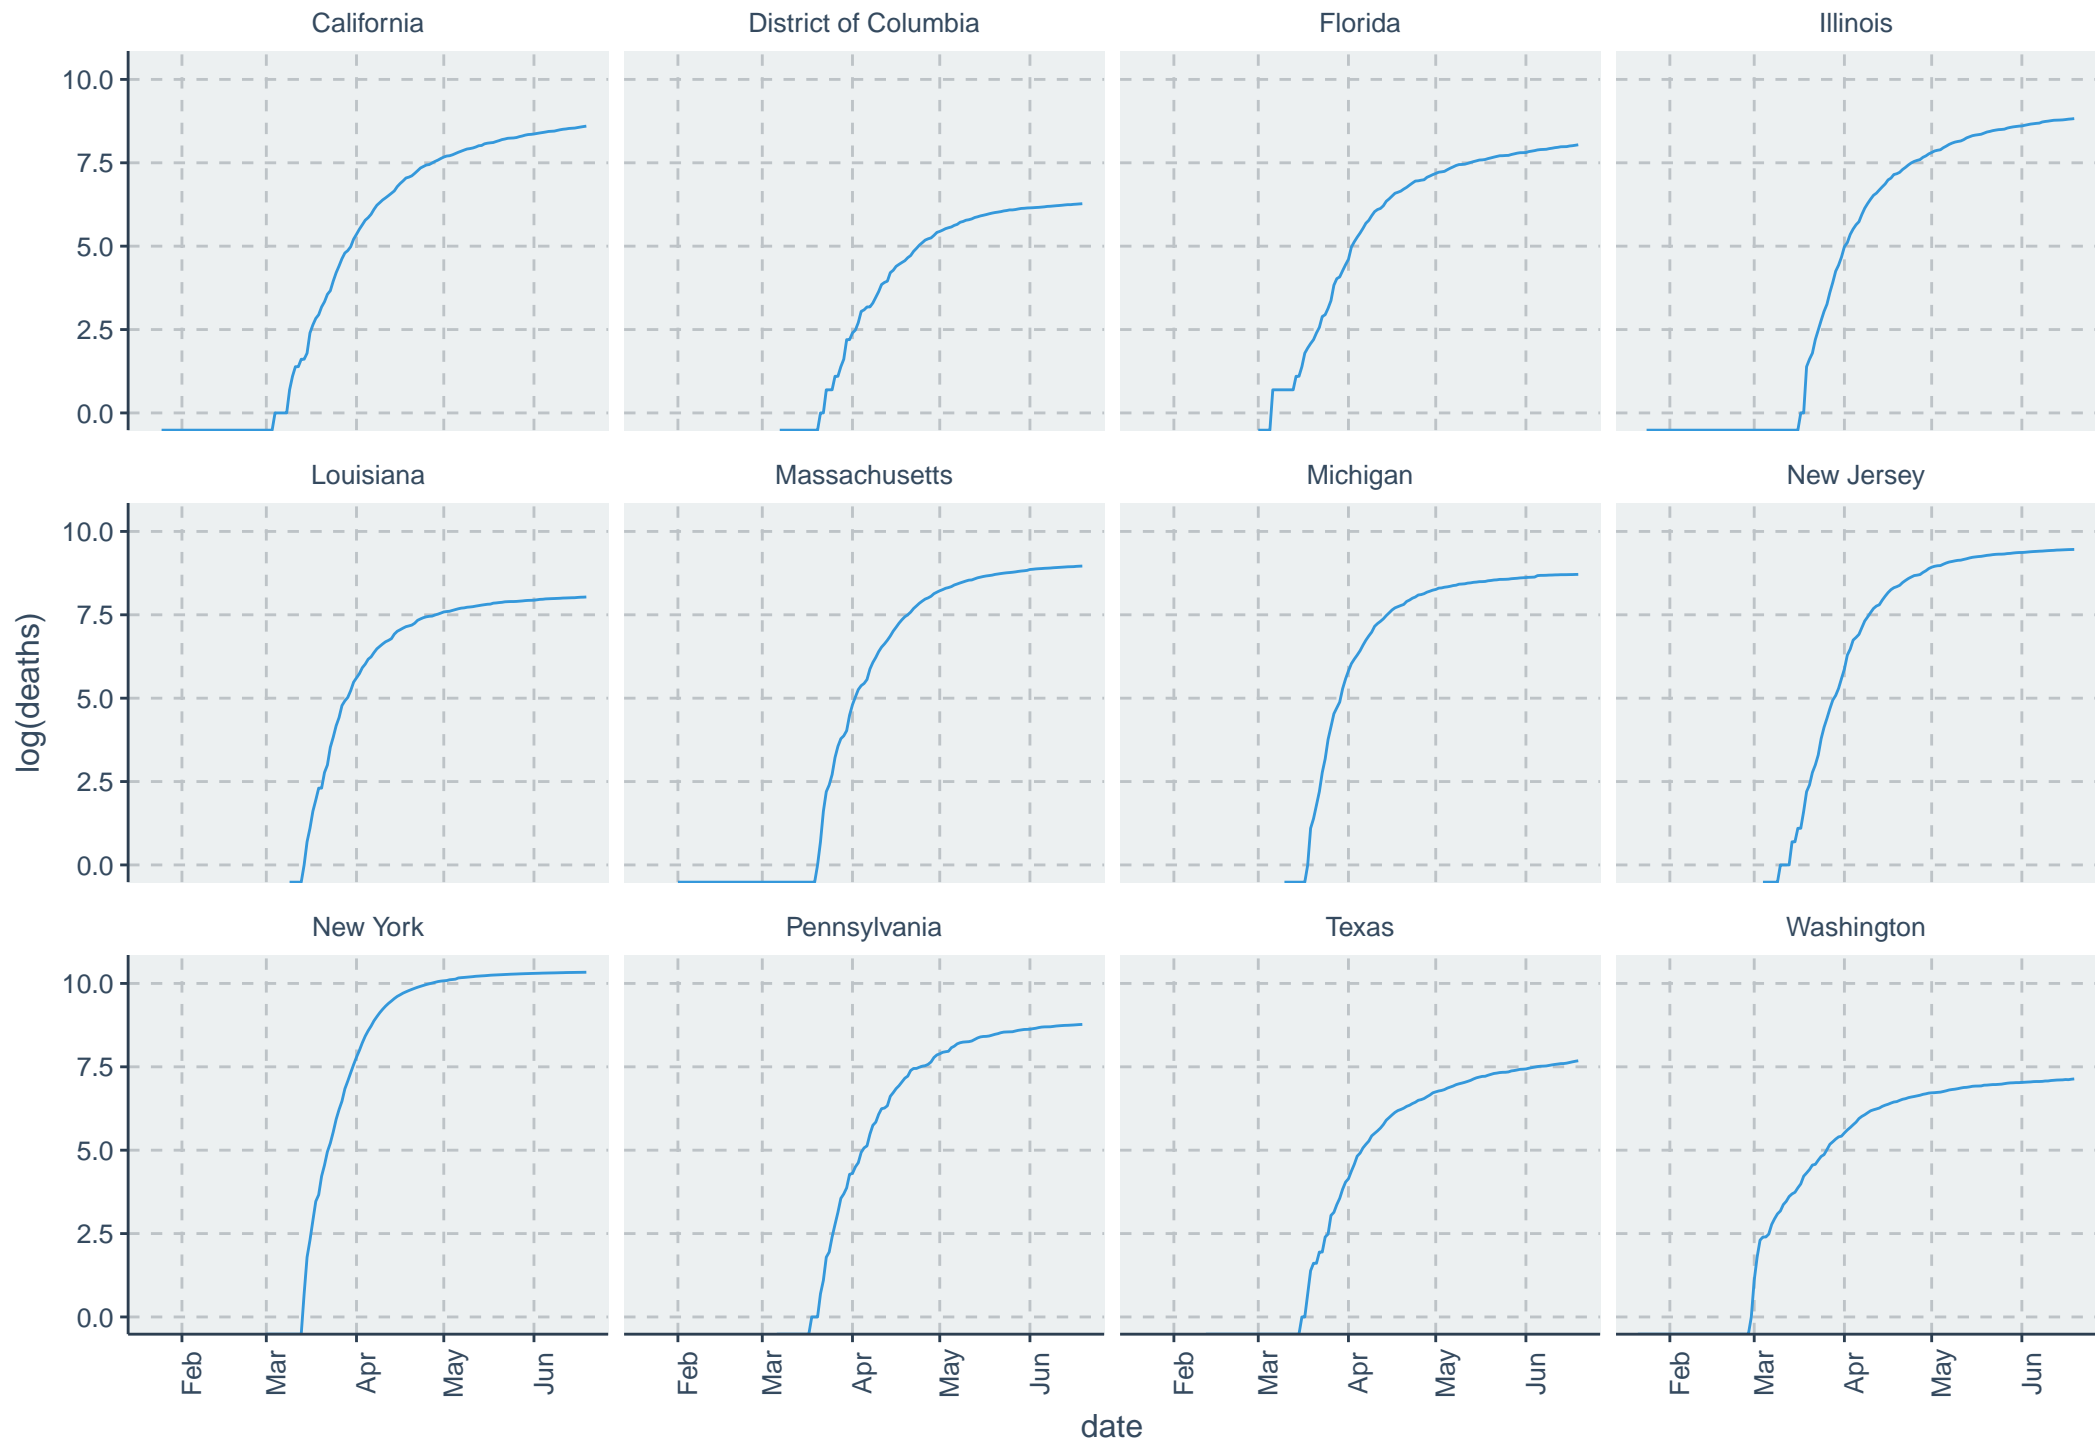 California
District of Columbia
Florida
Illinois
10.0
7.5
5.0
2.5
0.0
Louisiana
Massachusetts
Michigan
New Jersey
10.0
7.5
5.0
2.5
0.0
log(deaths)
New York
Pennsylvania
Texas
Washington
10.0
7.5
5.0
2.5
0.0
Feb
Mar
Apr
May
Jun
Feb
Mar
Apr
May
Jun
Feb
Mar
Apr
May
Jun
Feb
Mar
Apr
May
Jun
date